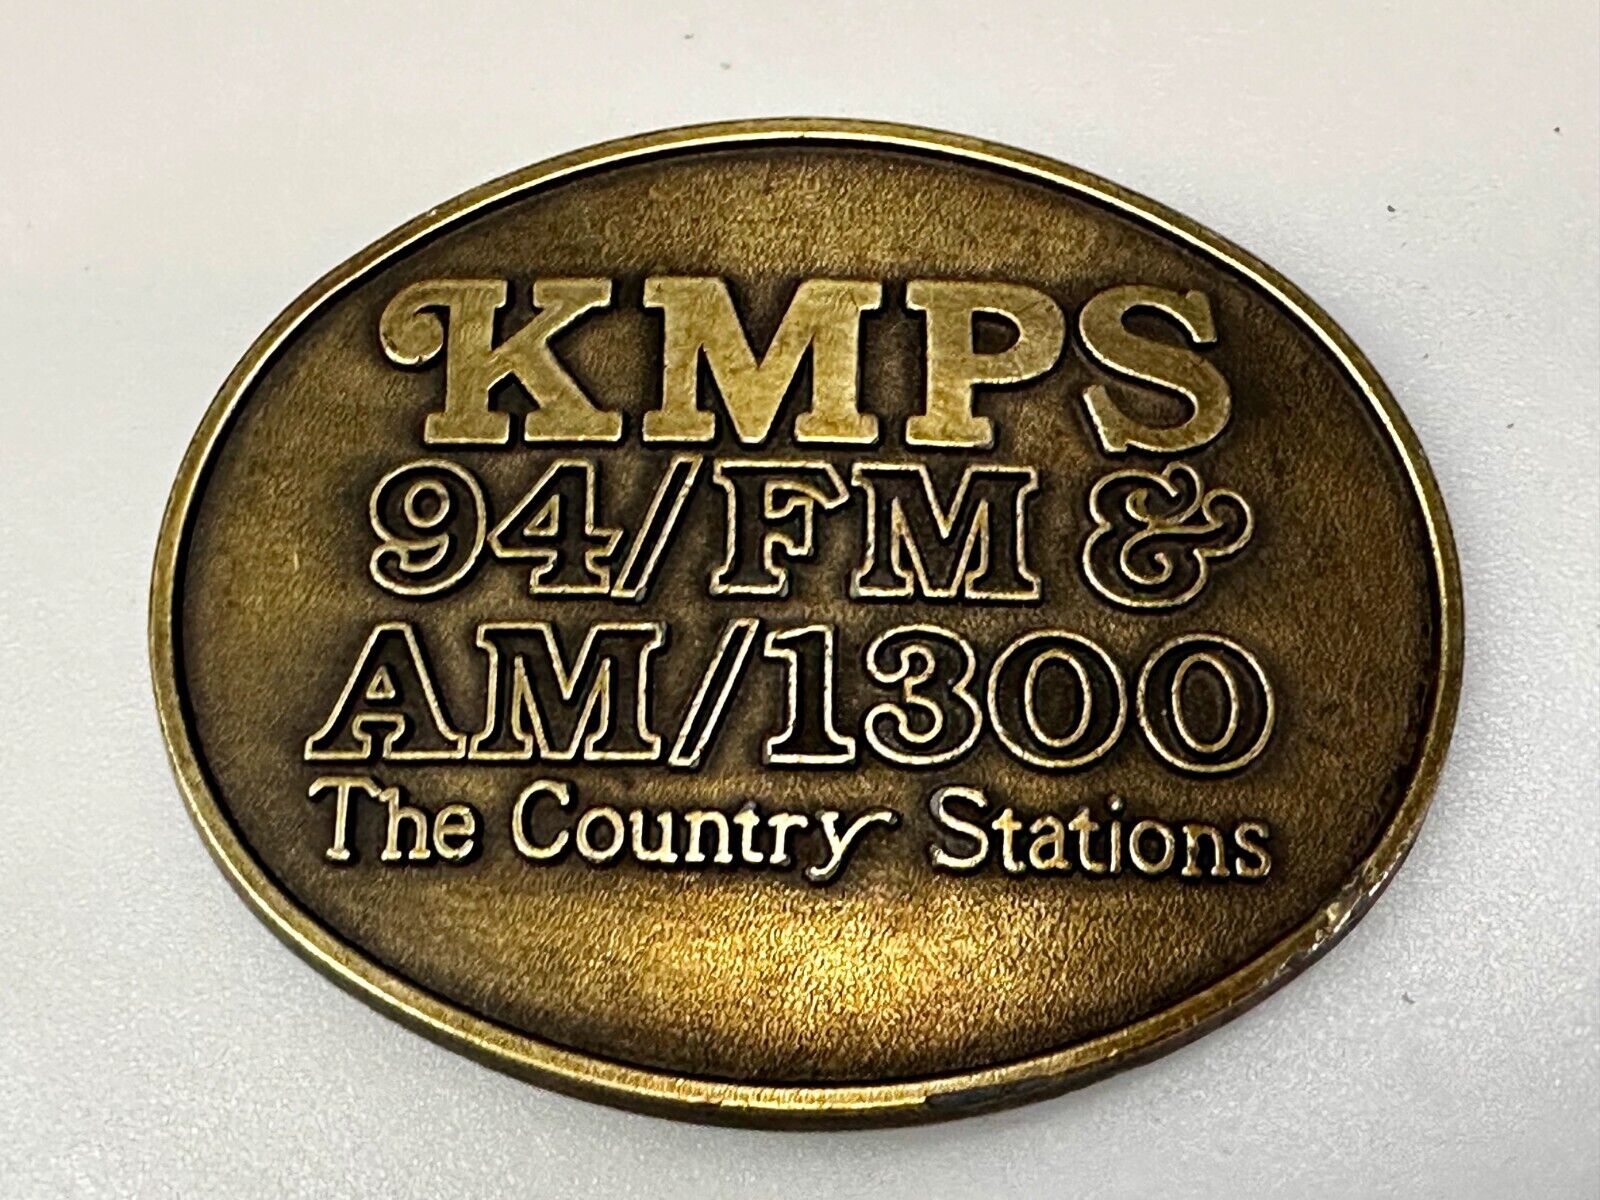 KMPS
94/FM &
AM/1300
The Country Stations